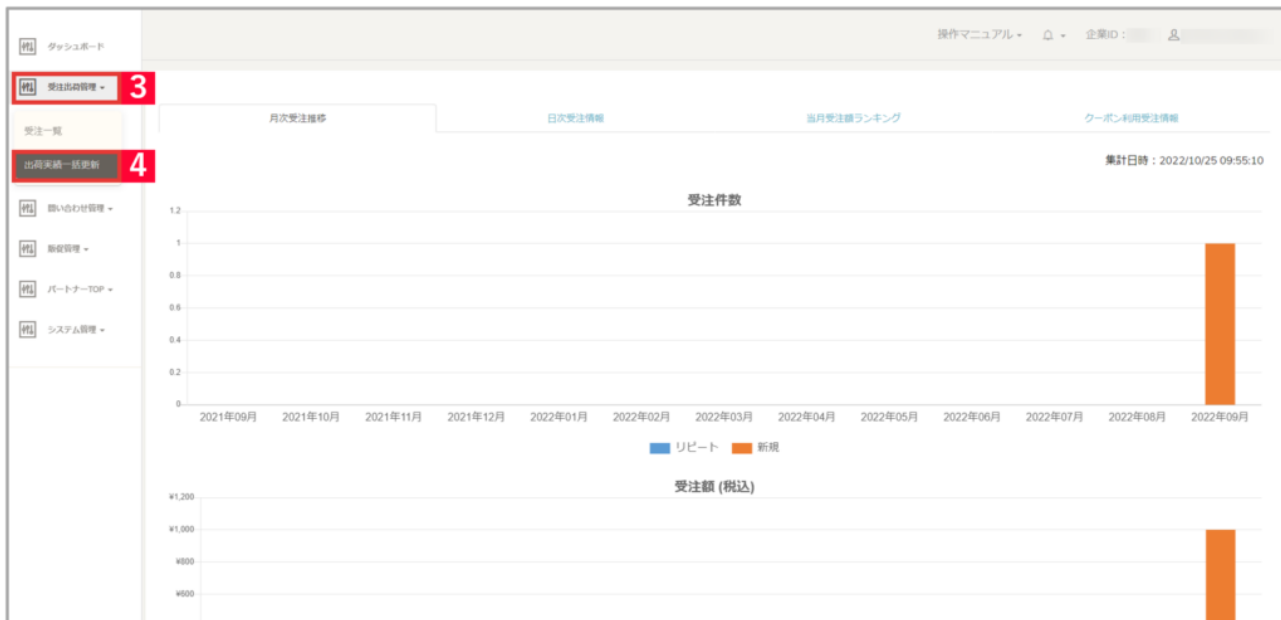 操作マニュアル
企業ID：
ダッシュボード
受注出荷管理
3
受注一覧
出荷実績一括更新
4
問い合わせ管理
販促管理
パートナーTOP
システム管理
月次受注推移
日次受注情報
当月受注額ランキング
クーポン利用受注情報
集計日時：2022/10/25 09:55:10
受注件数
1.2
1
0.8
0.6
0.4
0.2
0
2021年09月 2021年10月 2021年11月 2021年12月 2022年01月 2022年02月 2022年03月 2022年04月 2022年05月 2022年06月 2022年07月 2022年08月 2022年09月
リピート 新規
受注額 (税込)
¥1,200
¥1,000
¥800
¥600